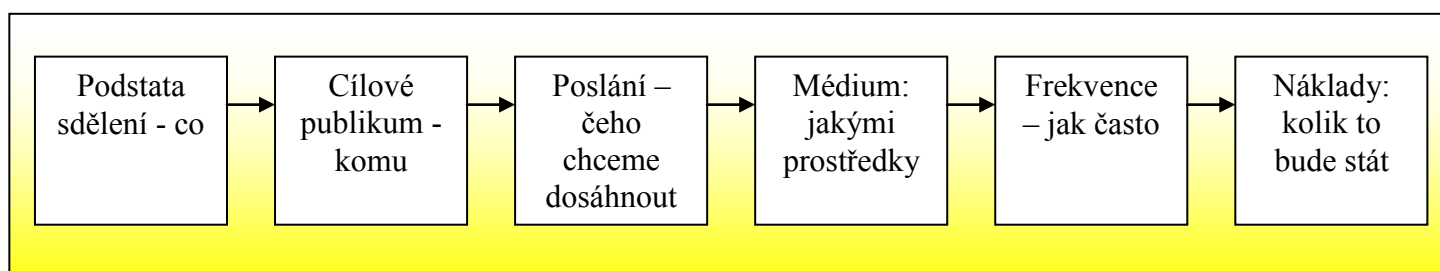 Podstata
sdělení - co
Cílové
publikum -
komu
Poslání –
čeho
chceme
dosáhnout
Médium:
jakými
prostředky
Frekvence
– jak často
Náklady:
kolik to
bude stát